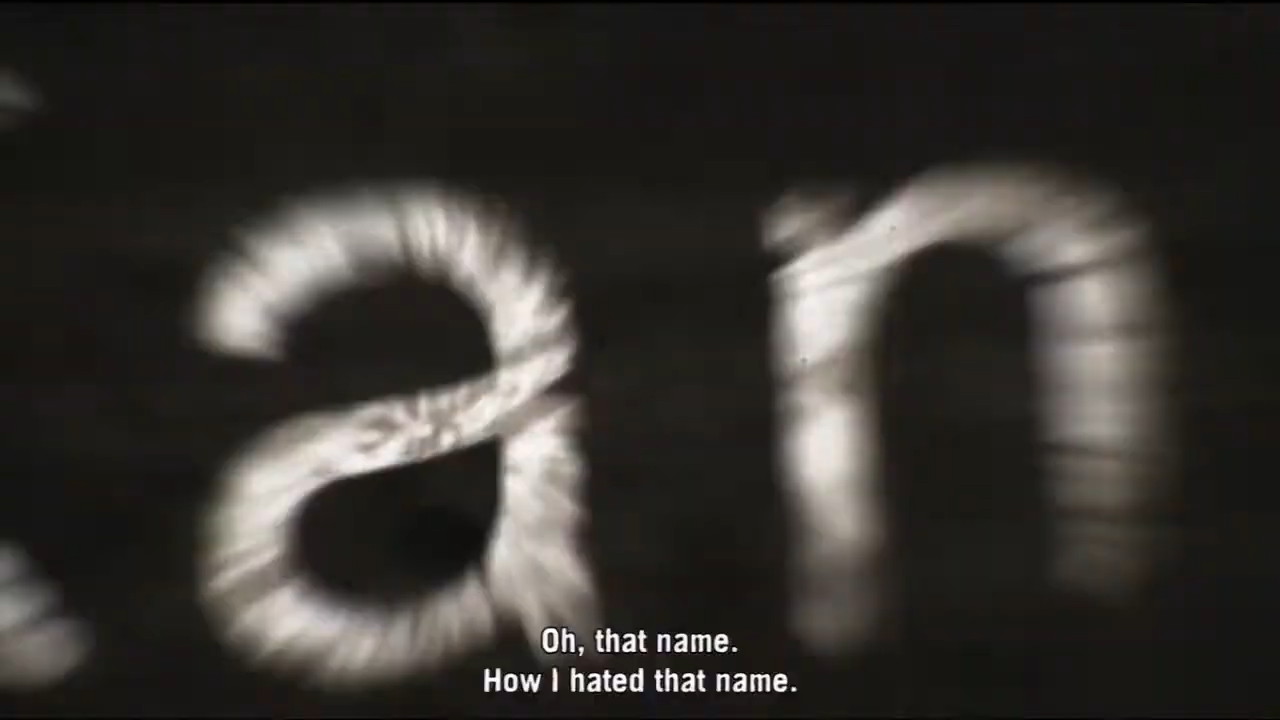 an
Oh, that name.
How I hated that name.